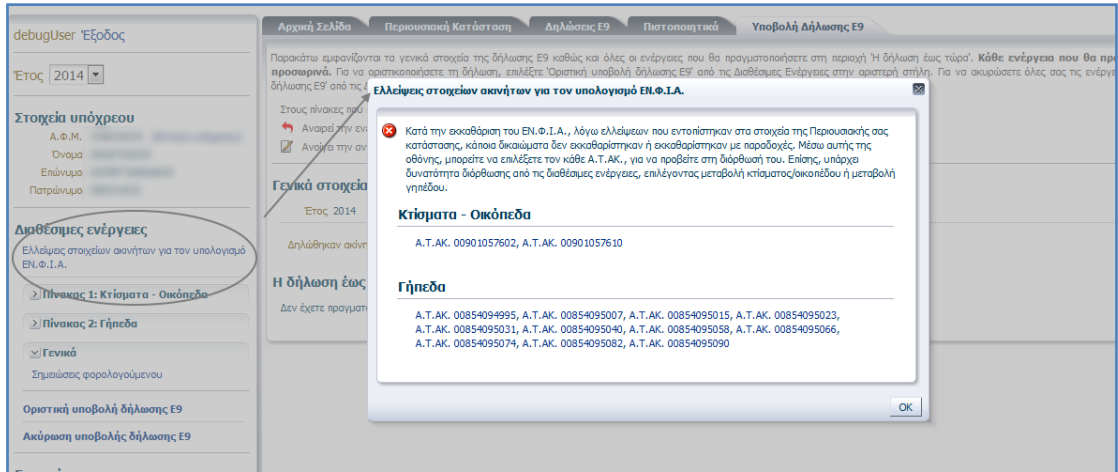 debugUser Έξοδος
Έτος 2014
Στοιχεία υπόχρεου
Α.Φ.Μ.
Όνομα
Επώνυμο
Πατρώνυμο
Διαθέσιμες ενέργειες
Ελλείψεις στοιχείων ακινήτων για τον υπολογισμό
ΕΝ.Φ.Ι.Α.
Πίνακας 1: Κτίσματα - Οικόπεδα
Πίνακας 2: Γήπεδα
Γενικά
Σημειώσεις φορολογούμενου
Οριστική υποβολή δήλωσης Ε9
Ακύρωση υποβολής δήλωσης Ε9
Αρχική Σελίδα Περιουσιακή Κατάσταση Δηλώσεις Ε9 Πιστοποιητικά Υποβολή Δήλωσης Ε9
Παρακάτω εμφανίζονται τα γενικά στοιχεία της δήλωσης Ε9 καθώς και όλες οι ενέργειες που θα πραγματοποιήσετε στη περιοχή 'Η δήλωση έως τώρα'. Κάθε ενέργεια που θα
προσωρινά. Για να οριστικοποιήσετε τη δήλωση, επιλέξτε 'Οριστική υποβολή δήλωσης Ε9' από τις Διαθέσιμες Ενέργειες στην αριστερή στήλη. Για να ακυρώσετε όλες σας τις
δήλωσης Ε9' από τις
Στους πίνακες που
Αναιρεί την
Ανοίγει την
Γενικά στοιχεία
Έτος 2014
Δηλώθηκαν
Η δήλωση έως
Δεν έχετε
Ελλείψεις στοιχείων ακινήτων για τον υπολογισμό ΕΝ.Φ.Ι.Α.
Κατά την εκκαθάριση του ΕΝ.Φ.Ι.Α., λόγω ελλείψεων που εντοπίστηκαν στα στοιχεία της Περιουσιακής σας
κατάστασης, κάποια δικαιώματα δεν εκκαθαρίστηκαν ή εκκαθαρίστηκαν με παραδοχές. Μέσω αυτής της
οθόνης, μπορείτε να επιλέξετε τον κάθε Α.Τ.ΑΚ., για να προβείτε στη διόρθωσή του. Επίσης, υπάρχει
δυνατότητα διόρθωσης από τις διαθέσιμες ενέργειες, επιλέγοντας μεταβολή κτίσματος/οικοπέδου ή μεταβολή
γηπέδου.
Κτίσματα - Οικόπεδα
Α.Τ.ΑΚ. 00901057602, Α.Τ.ΑΚ. 00901057610
Γήπεδα
Α.Τ.ΑΚ. 00854094995, Α.Τ.ΑΚ. 00854095007, Α.Τ.ΑΚ. 00854095015, Α.Τ.ΑΚ. 00854095023,
Α.Τ.ΑΚ. 00854095031, Α.Τ.ΑΚ. 00854095040, Α.Τ.ΑΚ. 00854095058, Α.Τ.ΑΚ. 00854095066,
Α.Τ.ΑΚ. 00854095074, Α.Τ.ΑΚ. 00854095082, Α.Τ.ΑΚ. 00854095090
OK